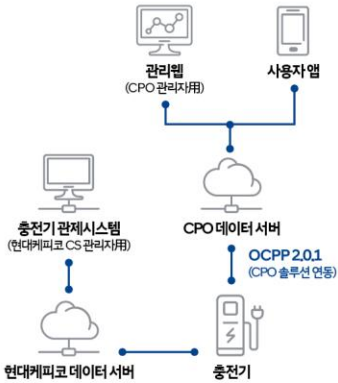 관리웹
(CPO 관리자用)
사용자 앱
충전기 관제시스템
(현대케피코 CS 관리자用)
CPO 데이터 서버
OCPP 2.0.1
(CPO 솔루션 연동)
현대케피코 데이터 서버
충전기